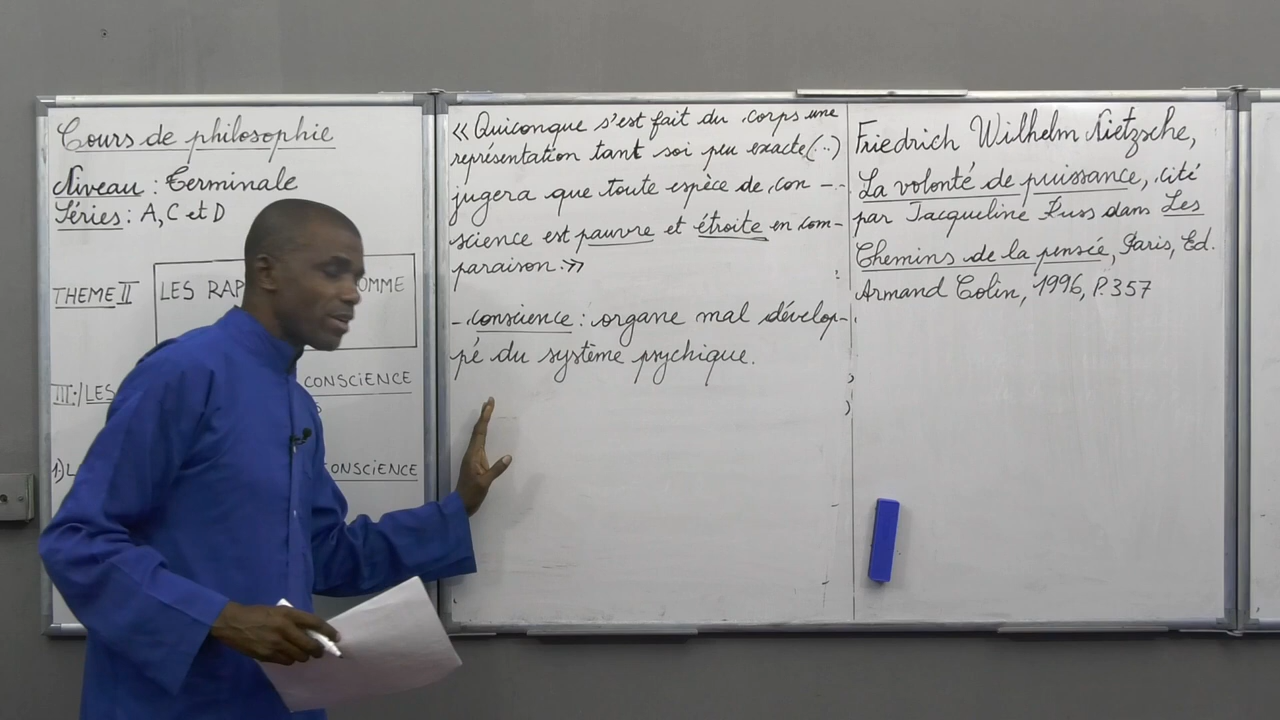 Cours de philosophie
Niveau : Terminale
Séries : A, C et D
THEME II
LES RAP
OMME
III:/LES
CONSCIENCE
1)L
ONSCIENCE
<< Quiconque s'est fait du corps une
représentation tant soi peu exacte(...)
jugera que toute espèce de con-
science est pauvre et étroite en com-
paraison.>>
- conscience : organe mal dévelop-
pé du système psychique.
Friedrich Wilhelm Nietzsche,
La volonté de puissance, cité
par Jacqueline Russ dans Les
Chemins de la pensée, Paris, Ed.
Armand Colin, 1996, P.357